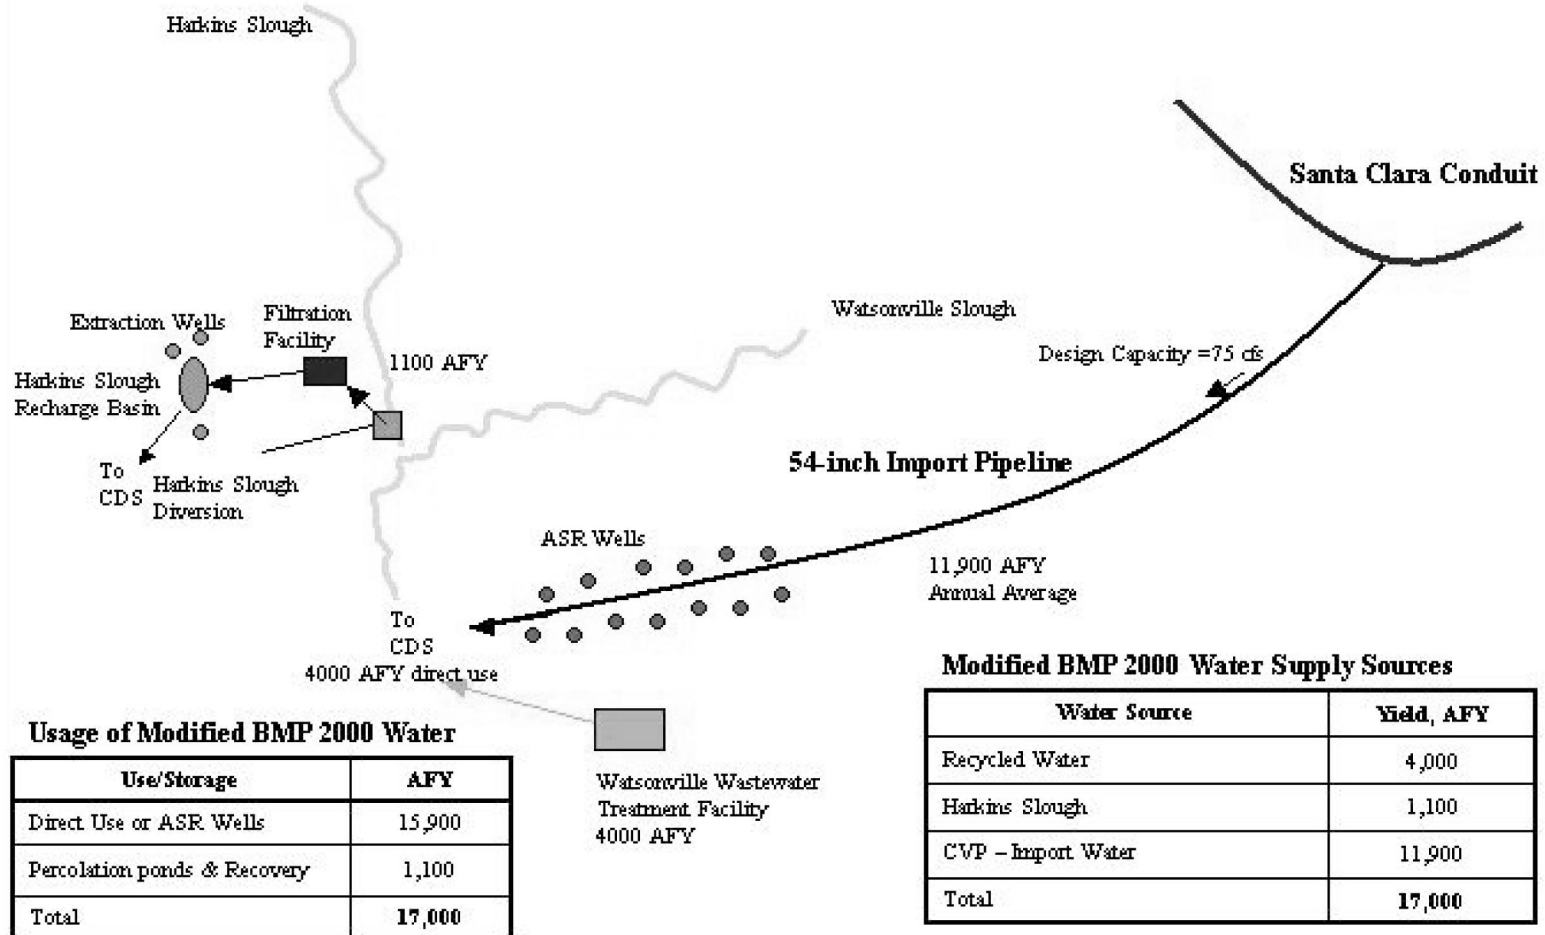 Harkins Slough
Santa Clara Conduit
Watsonville Slough
Extraction Wells
Filtration
Facility
1100 AFY
Design Capacity =75 cfs
Harkins Slough
Recharge Basin
To
CDS
Harkins Slough
Diversion
54-inch Import Pipeline
ASR Wells
11,900 AFY
Annual Average
To
CDS
4000 AFY direct use
Watsonville Wastewater
Treatment Facility
4000 AFY
Usage of Modified BMP 2000 Water
Use/Storage AFY
Direct Use or ASR Wells 15,900
Percolation ponds & Recovery 1,100
Total 17,000
Modified BMP 2000 Water Supply Sources
Water Source Yield, AFY
Recycled Water 4,000
Harkins Slough 1,100
CVP – Import Water 11,900
Total 17,000